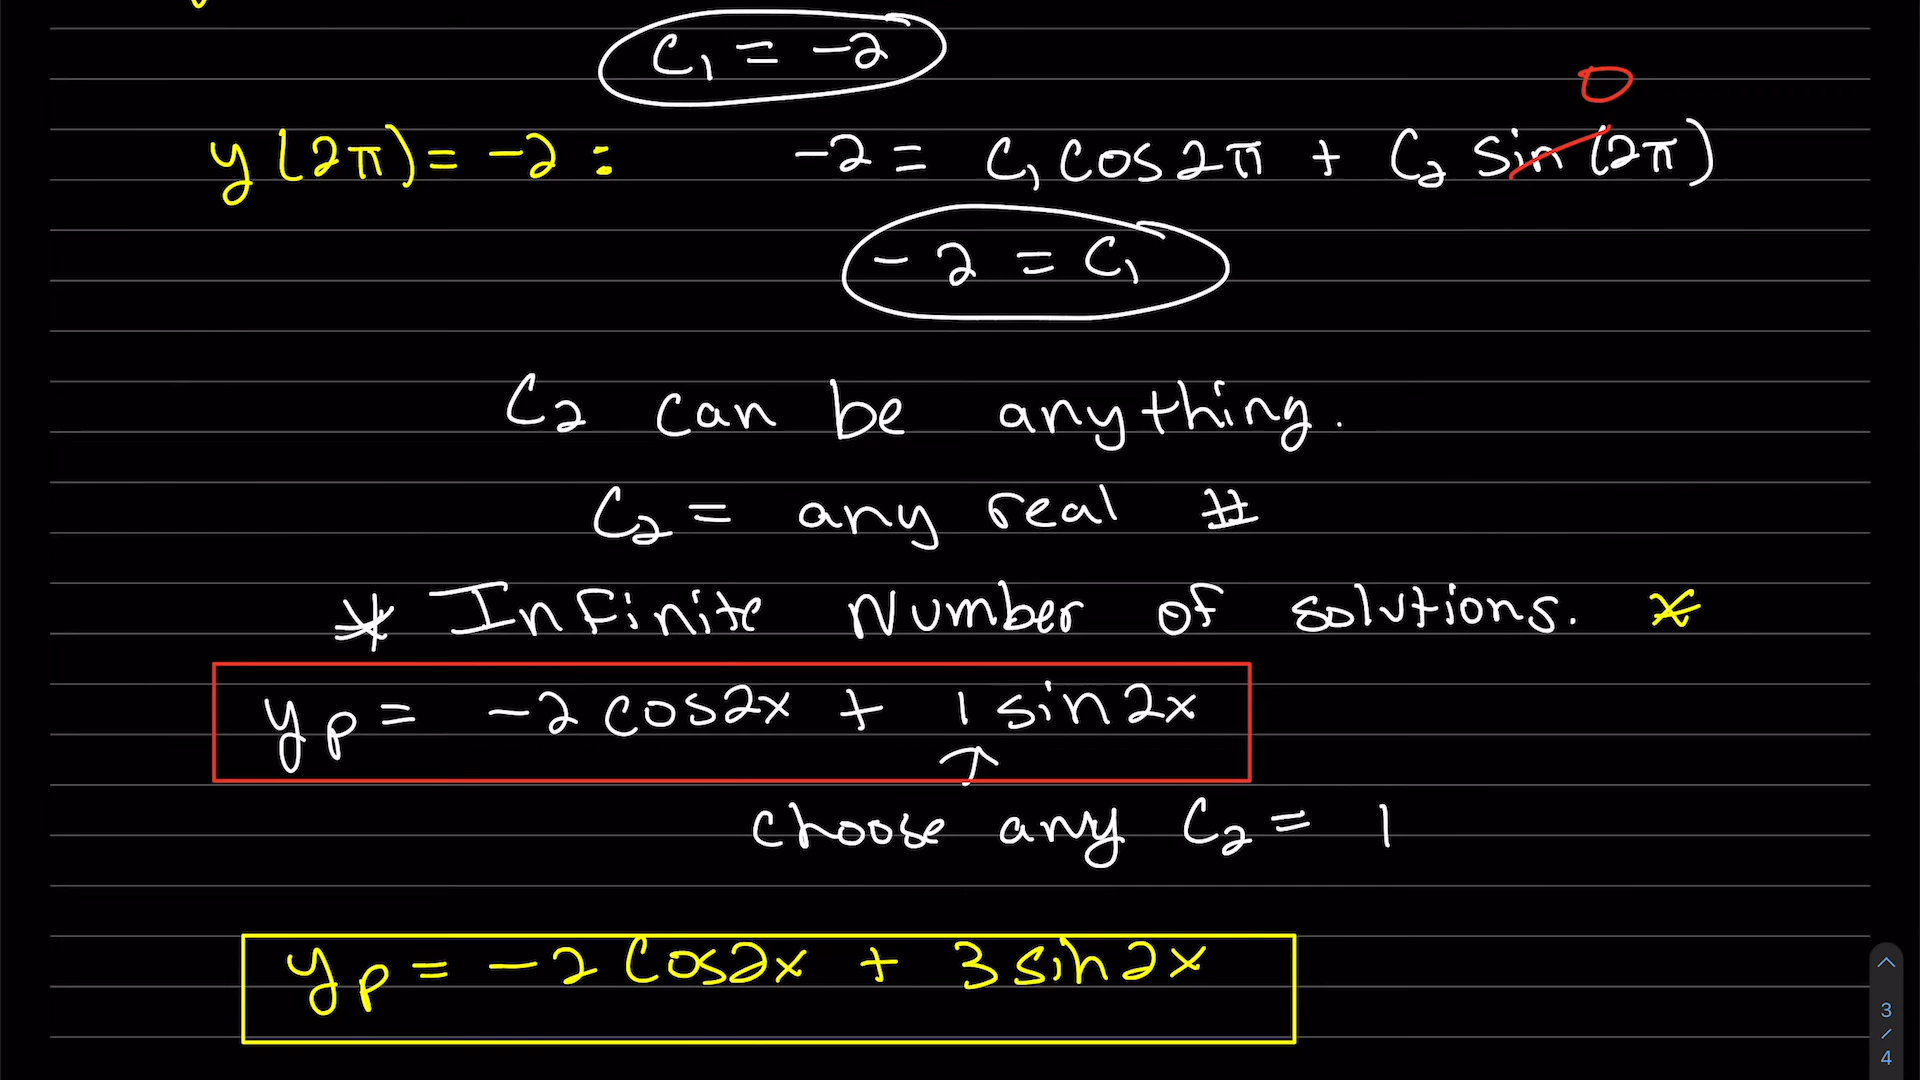 C₁ = -2
0
y(2π) = -2 : -2 = C₁ cos2π + C₂ sin(2π)
-2 = C₁
C₂ can be anything.
C₂ = any real #
* Infinite Number of solutions. *
yₚ = -2 cos2x + 1 sin2x
↑
choose any C₂ = 1
yₚ = -2 cos2x + 3 sin2x
3
/
4